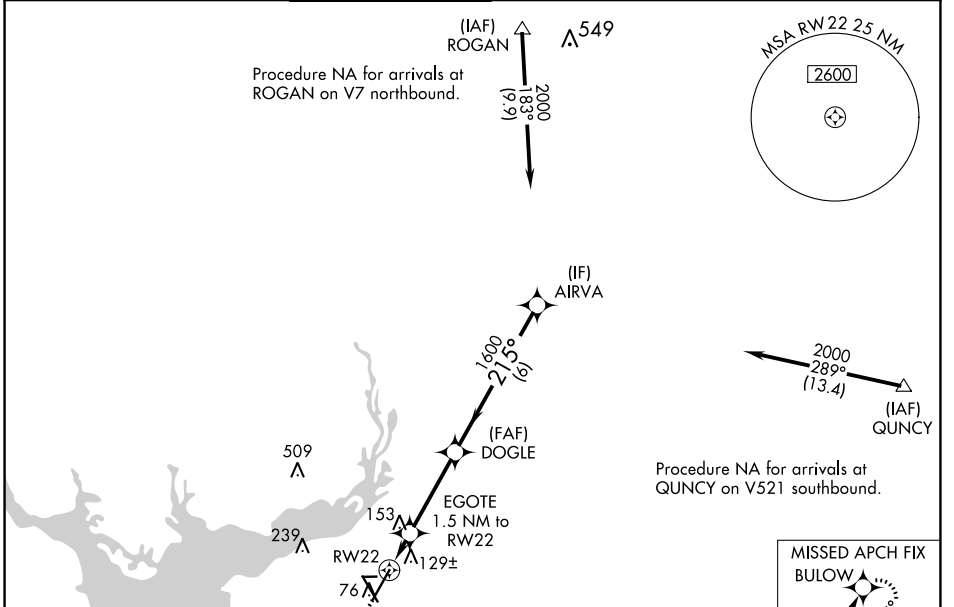 (IAF)
ROGAN
549
Procedure NA for arrivals at
ROGAN on V7 northbound.
2000
183°
(9.9)
MSA RW22 25 NM
2600
(IF)
AIRVA
1600
215°
(6)
2000
289°
(13.4)
(IAF)
QUNCY
(FAF)
DOGLE
Procedure NA for arrivals at
QUNCY on V521 southbound.
509
EGOTE
1.5 NM to
RW22
153
239
RW22
129±
76
MISSED APCH FIX
BULOW